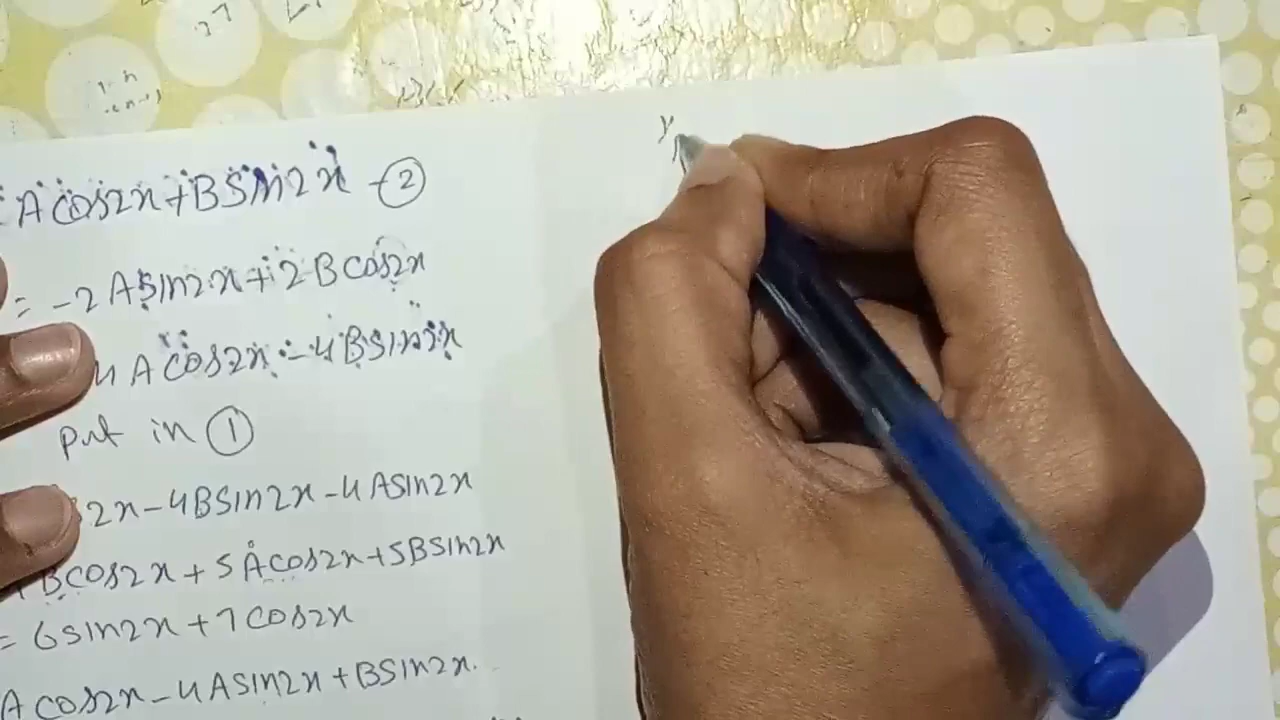 A cos2x + B sin2x - ②
= -2A sin2x + 2B cos2x
4A cos2x - 4B sin2x
put in ①
2x - 4B sin2x - 4A sin2x
B cos2x + 5A cos2x + 5B sin2x
= 6 sin2x + 7 cos2x
A cos2x - 4A sin2x + B sin2x.